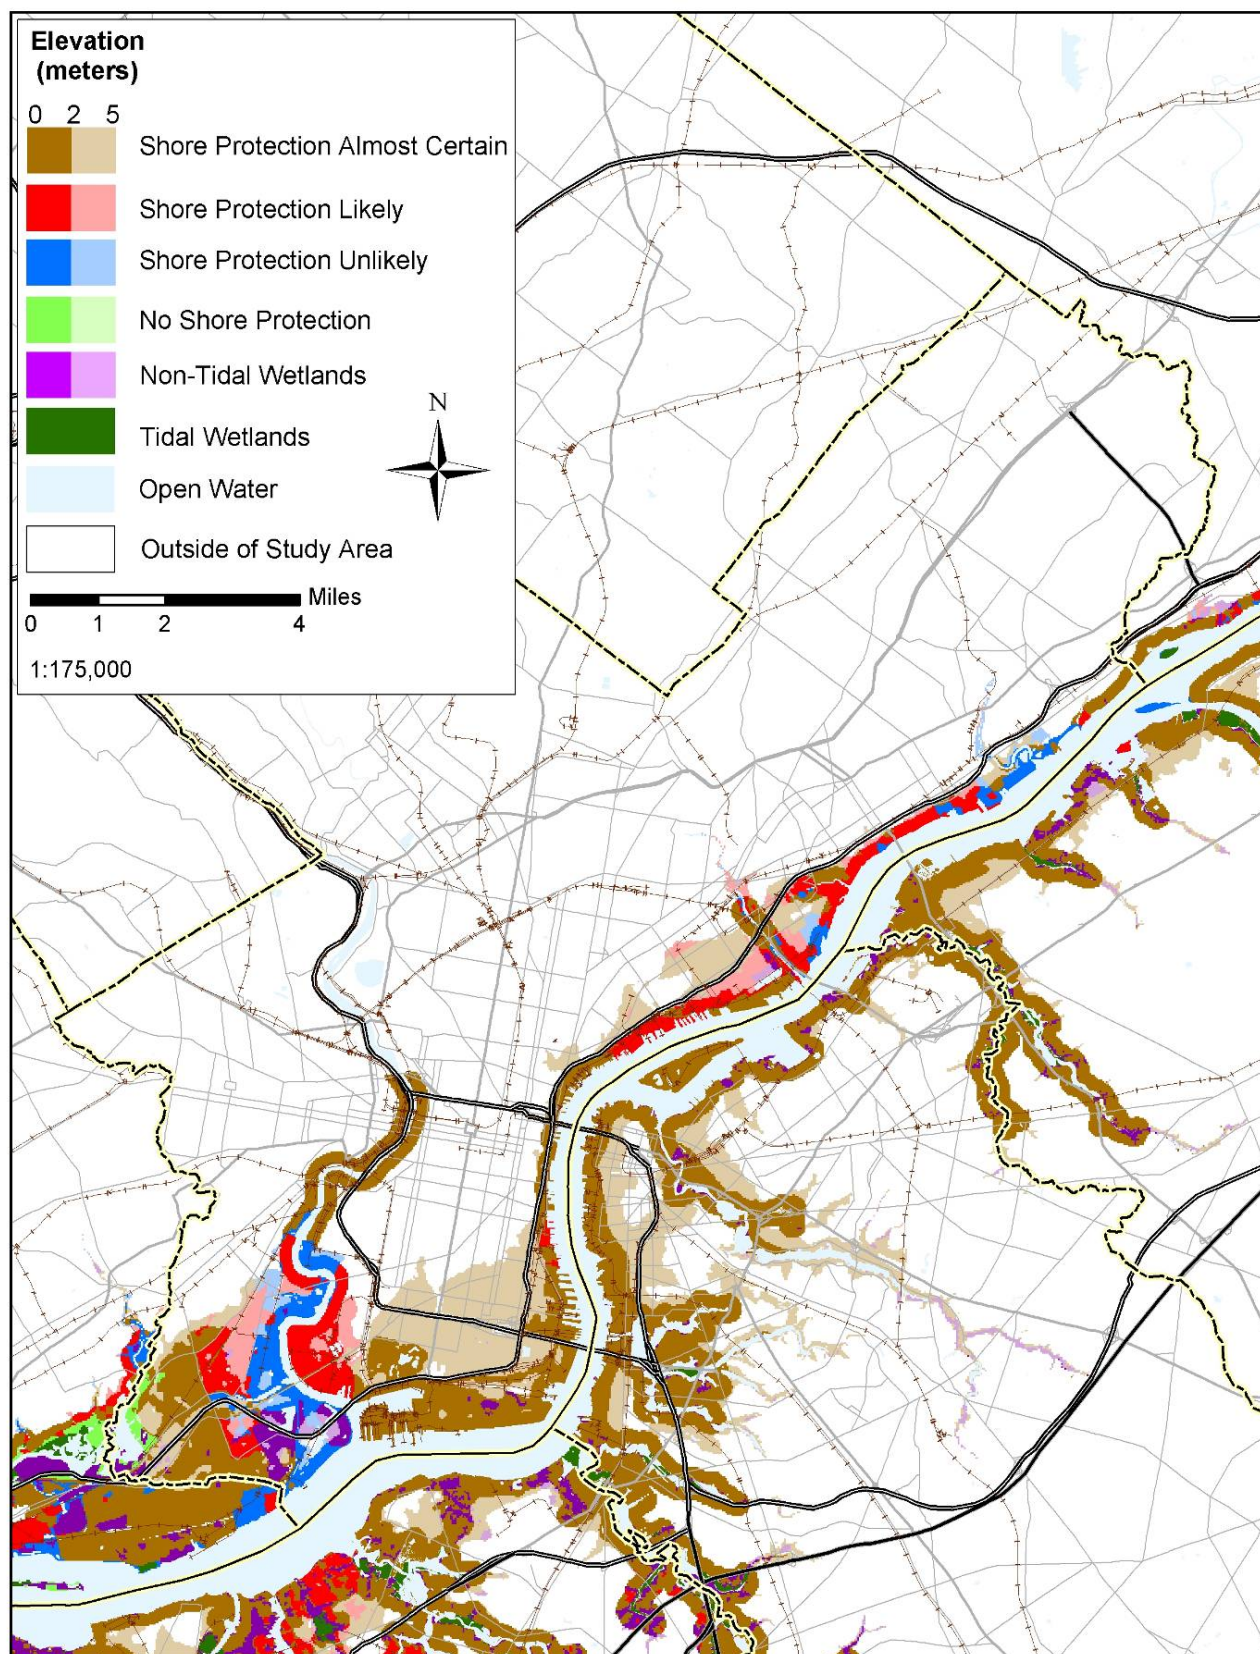 Elevation
(meters)
0 2 5
Shore Protection Almost Certain
Shore Protection Likely
Shore Protection Unlikely
No Shore Protection
Non-Tidal Wetlands
N
Tidal Wetlands
Open Water
Outside of Study Area
Miles
0 1 2 4
1:175,000